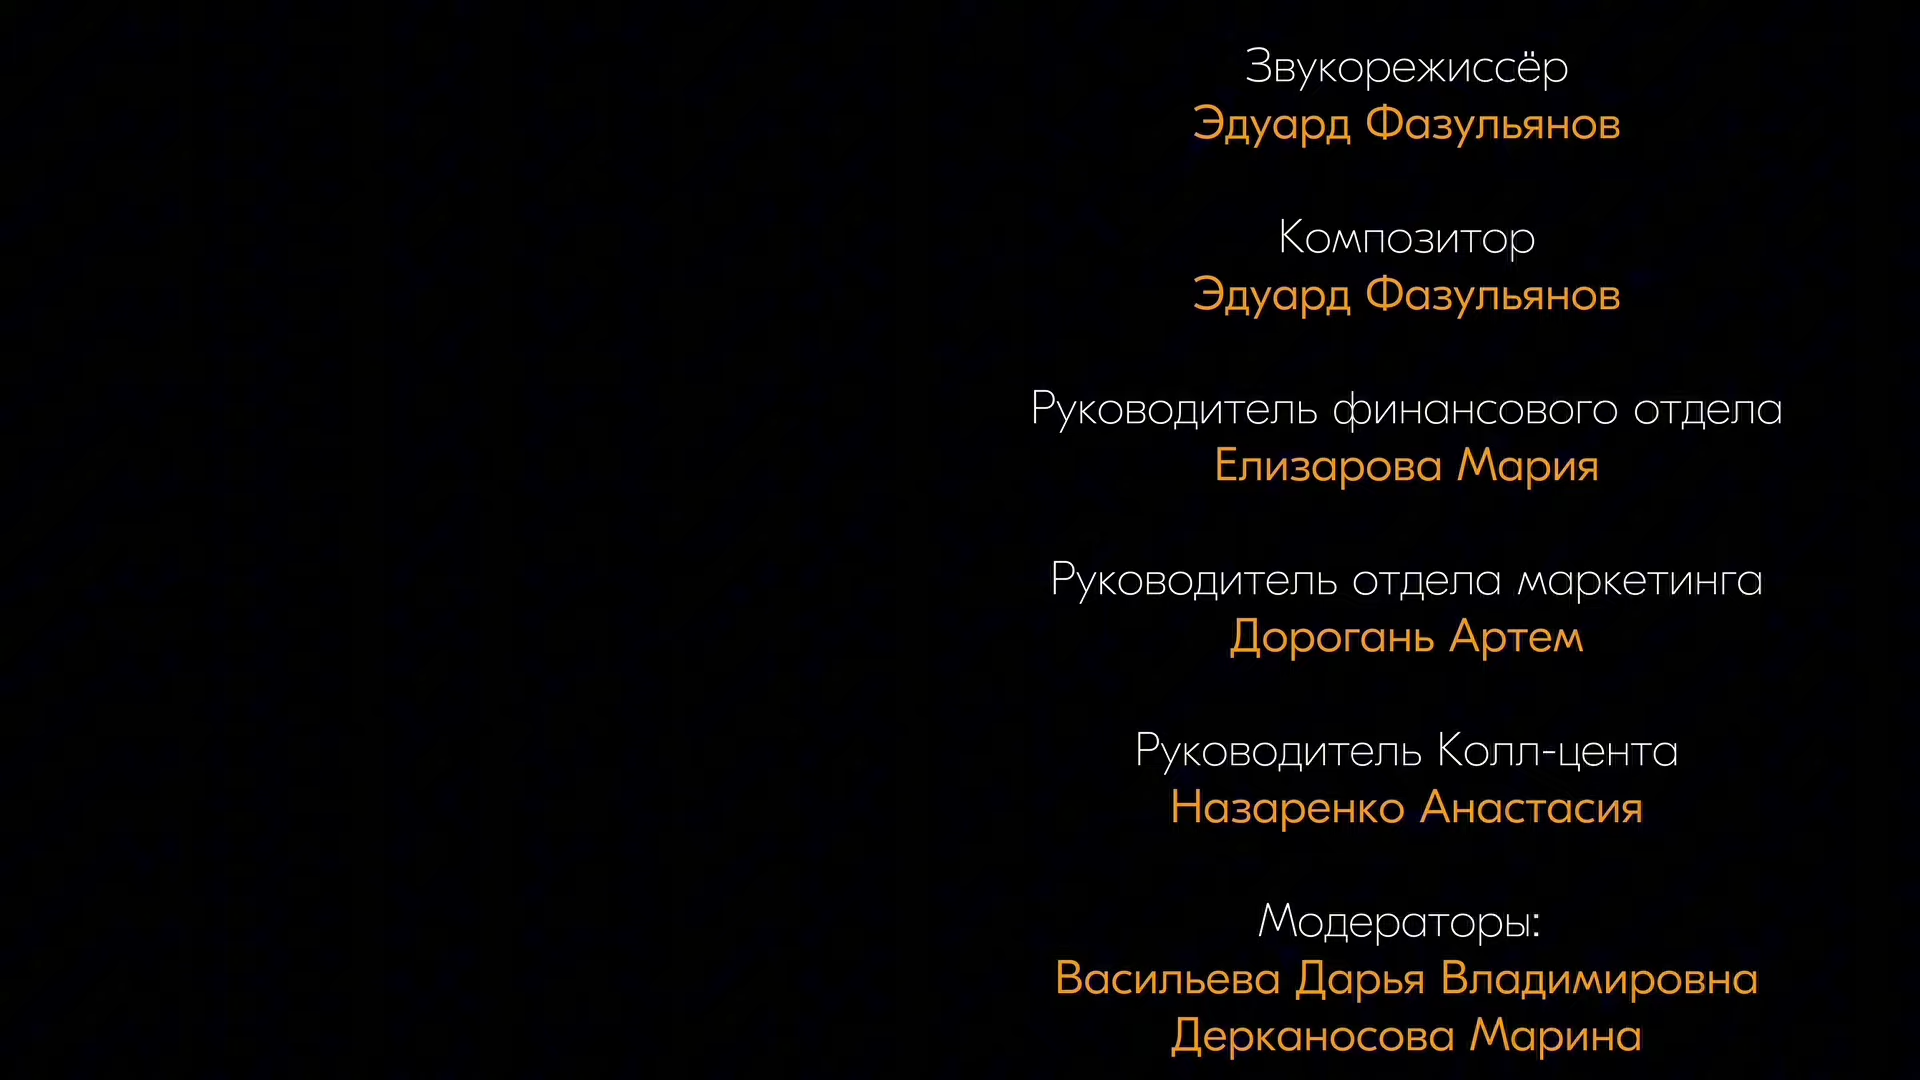 Звукорежиссёр
Эдуард Фазульянов
Композитор
Эдуард Фазульянов
Руководитель финансового отдела
Елизарова Мария
Руководитель отдела маркетинга
Дорогань Артем
Руководитель Колл-цента
Назаренко Анастасия
Модераторы:
Васильева Дарья Владимировна
Дерканосова Марина